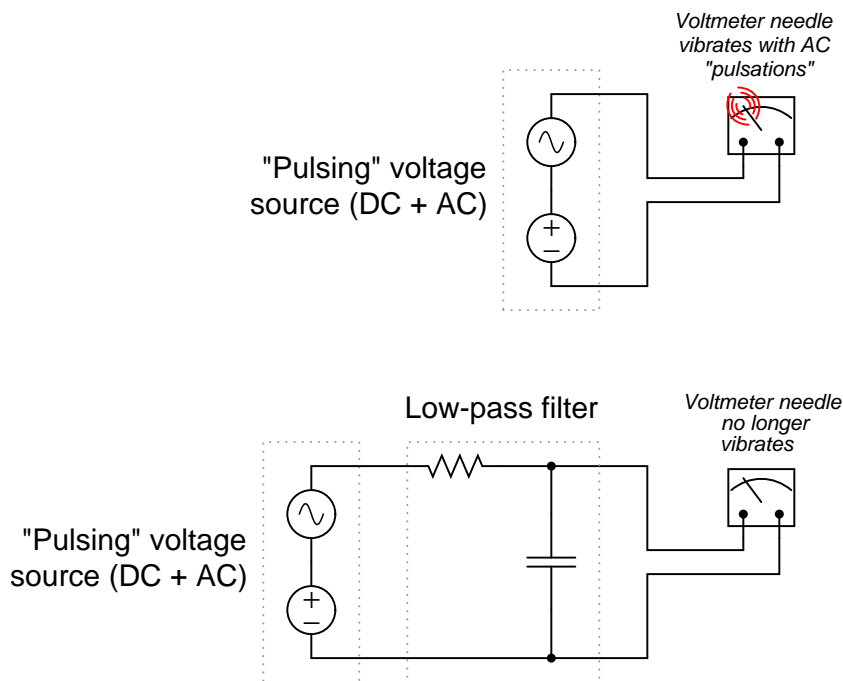 Voltmeter needle
vibrates with AC
"pulsations"
"Pulsing" voltage
source (DC + AC)
Low-pass filter
Voltmeter needle
no longer
vibrates
"Pulsing" voltage
source (DC + AC)